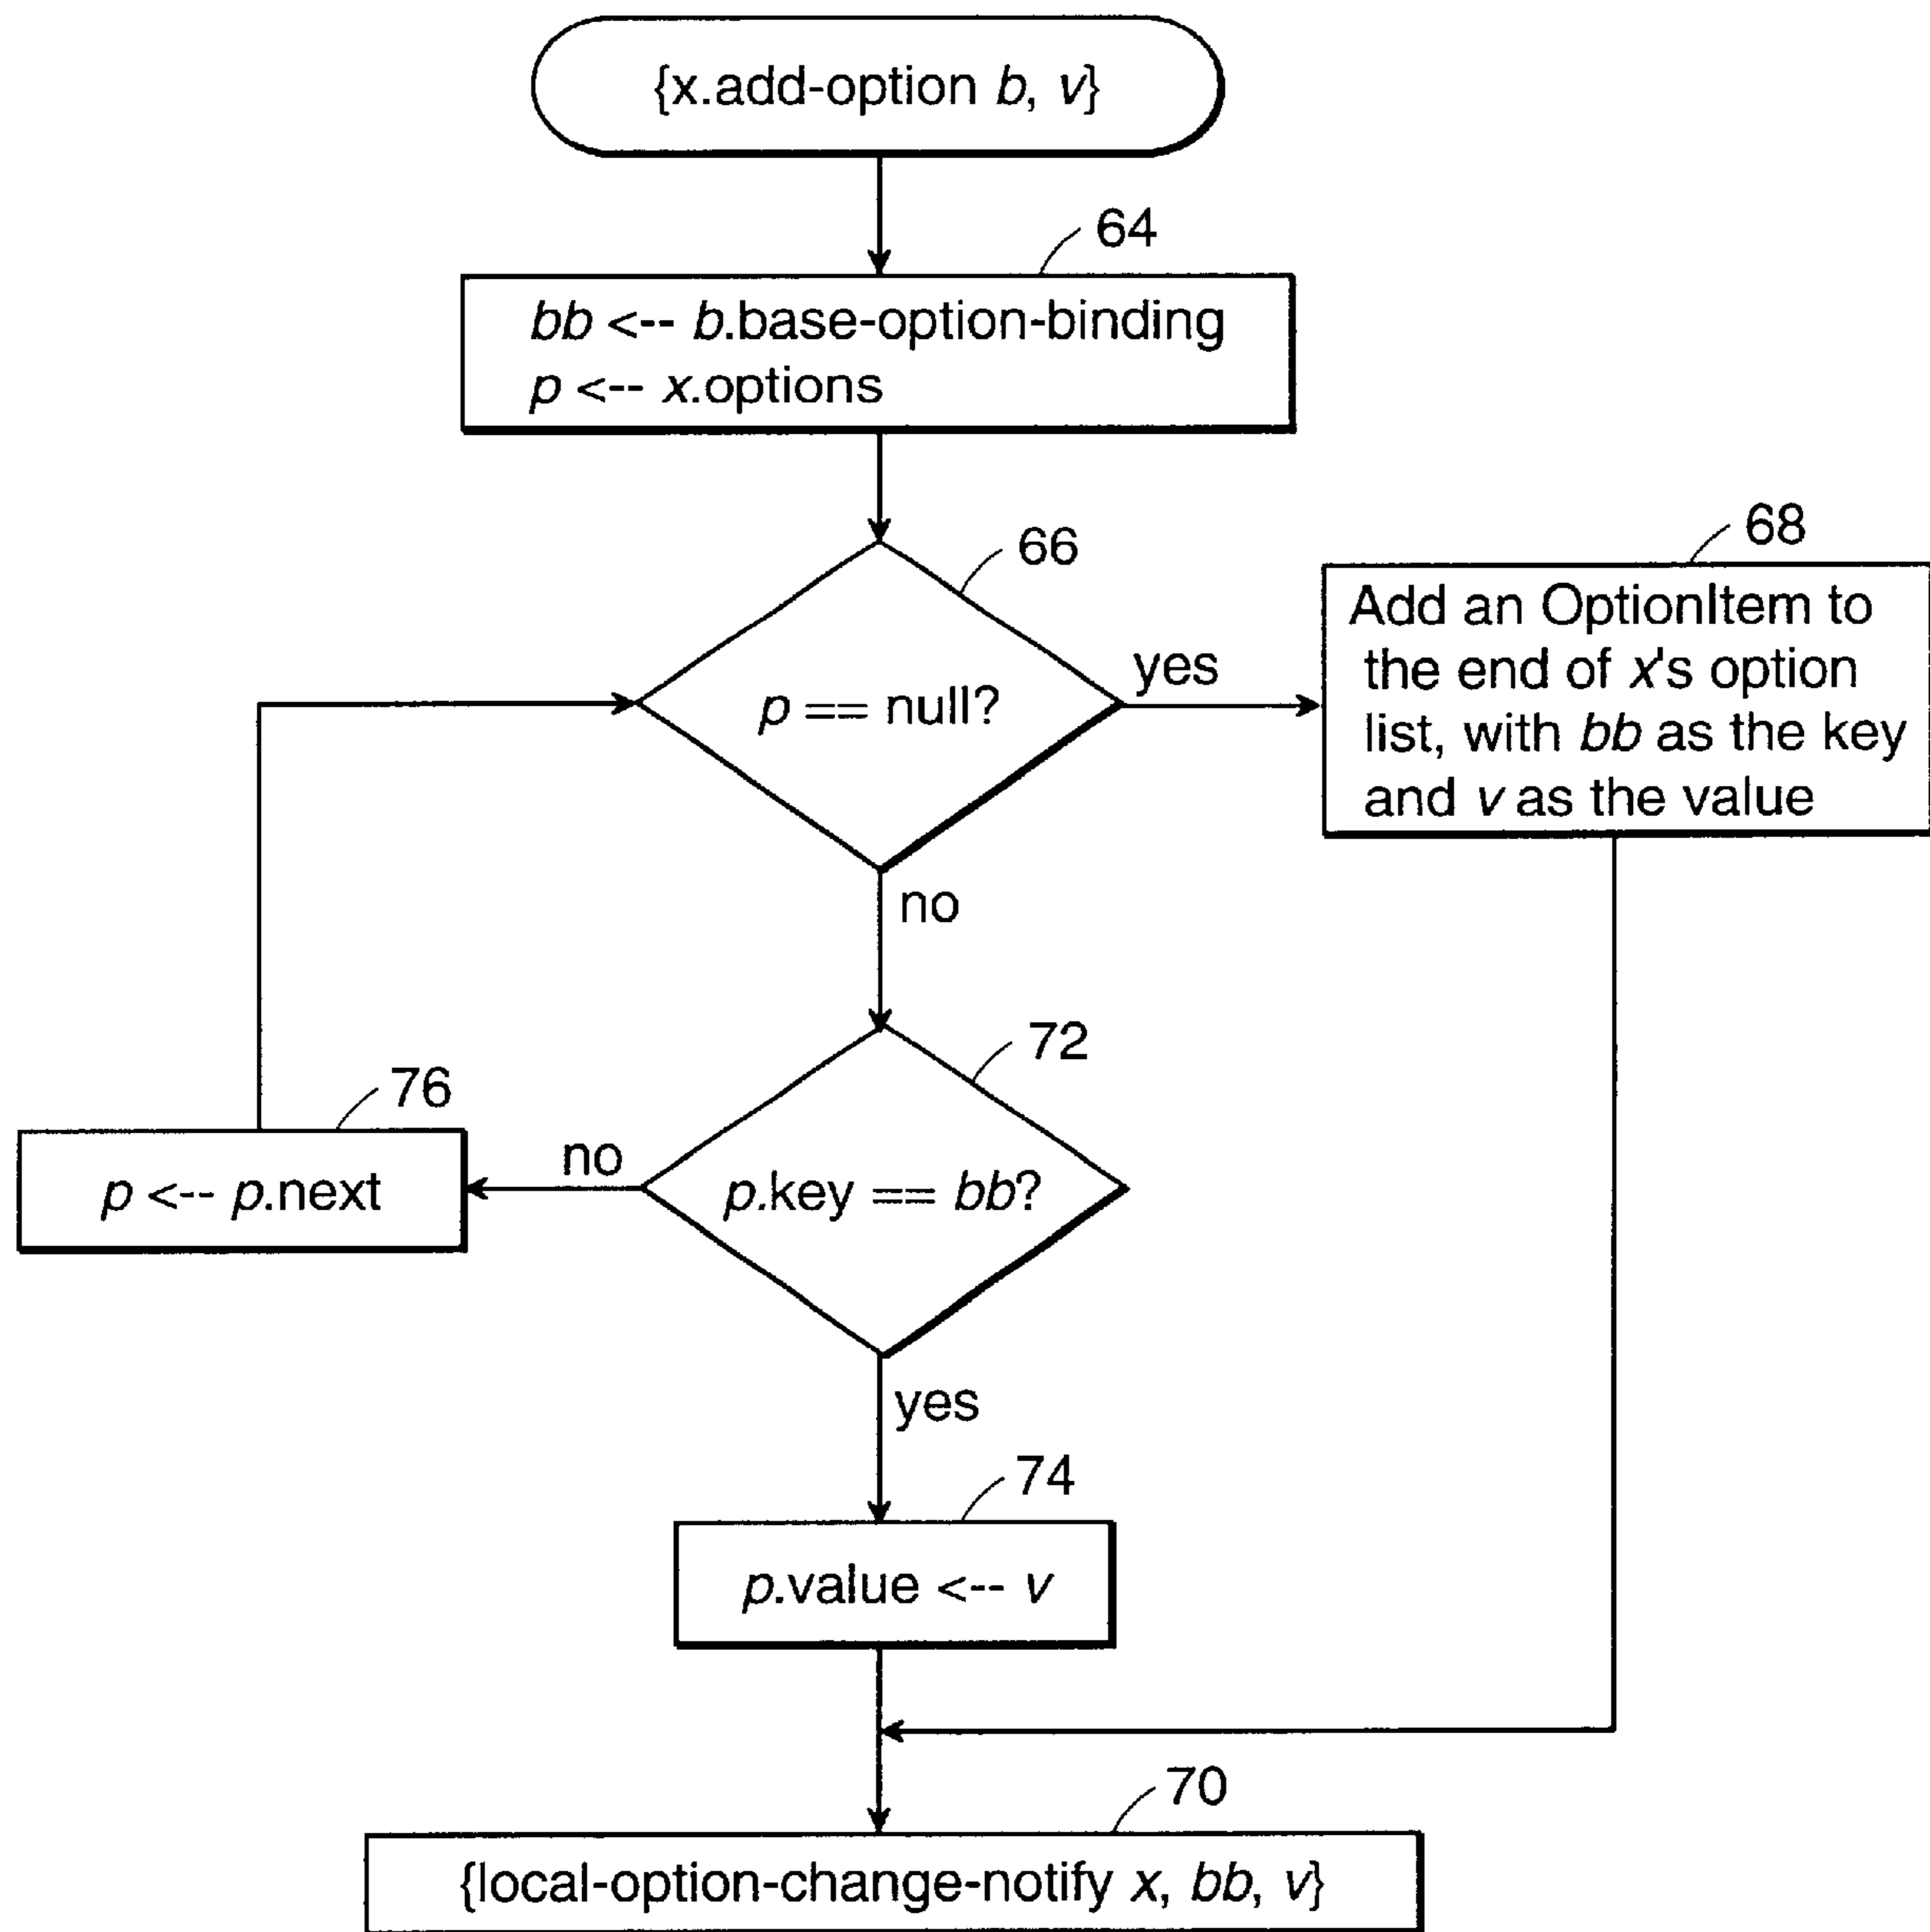 {x.add-option b, v}
64
bb <-- b.base-option-binding
p <-- x.options
66
p == null?
yes
68
Add an OptionItem to
the end of x's option
list, with bb as the key
and v as the value
no
72
p.key == bb?
no
76
p <-- p.next
yes
74
p.value <-- v
70
{local-option-change-notify x, bb, v}